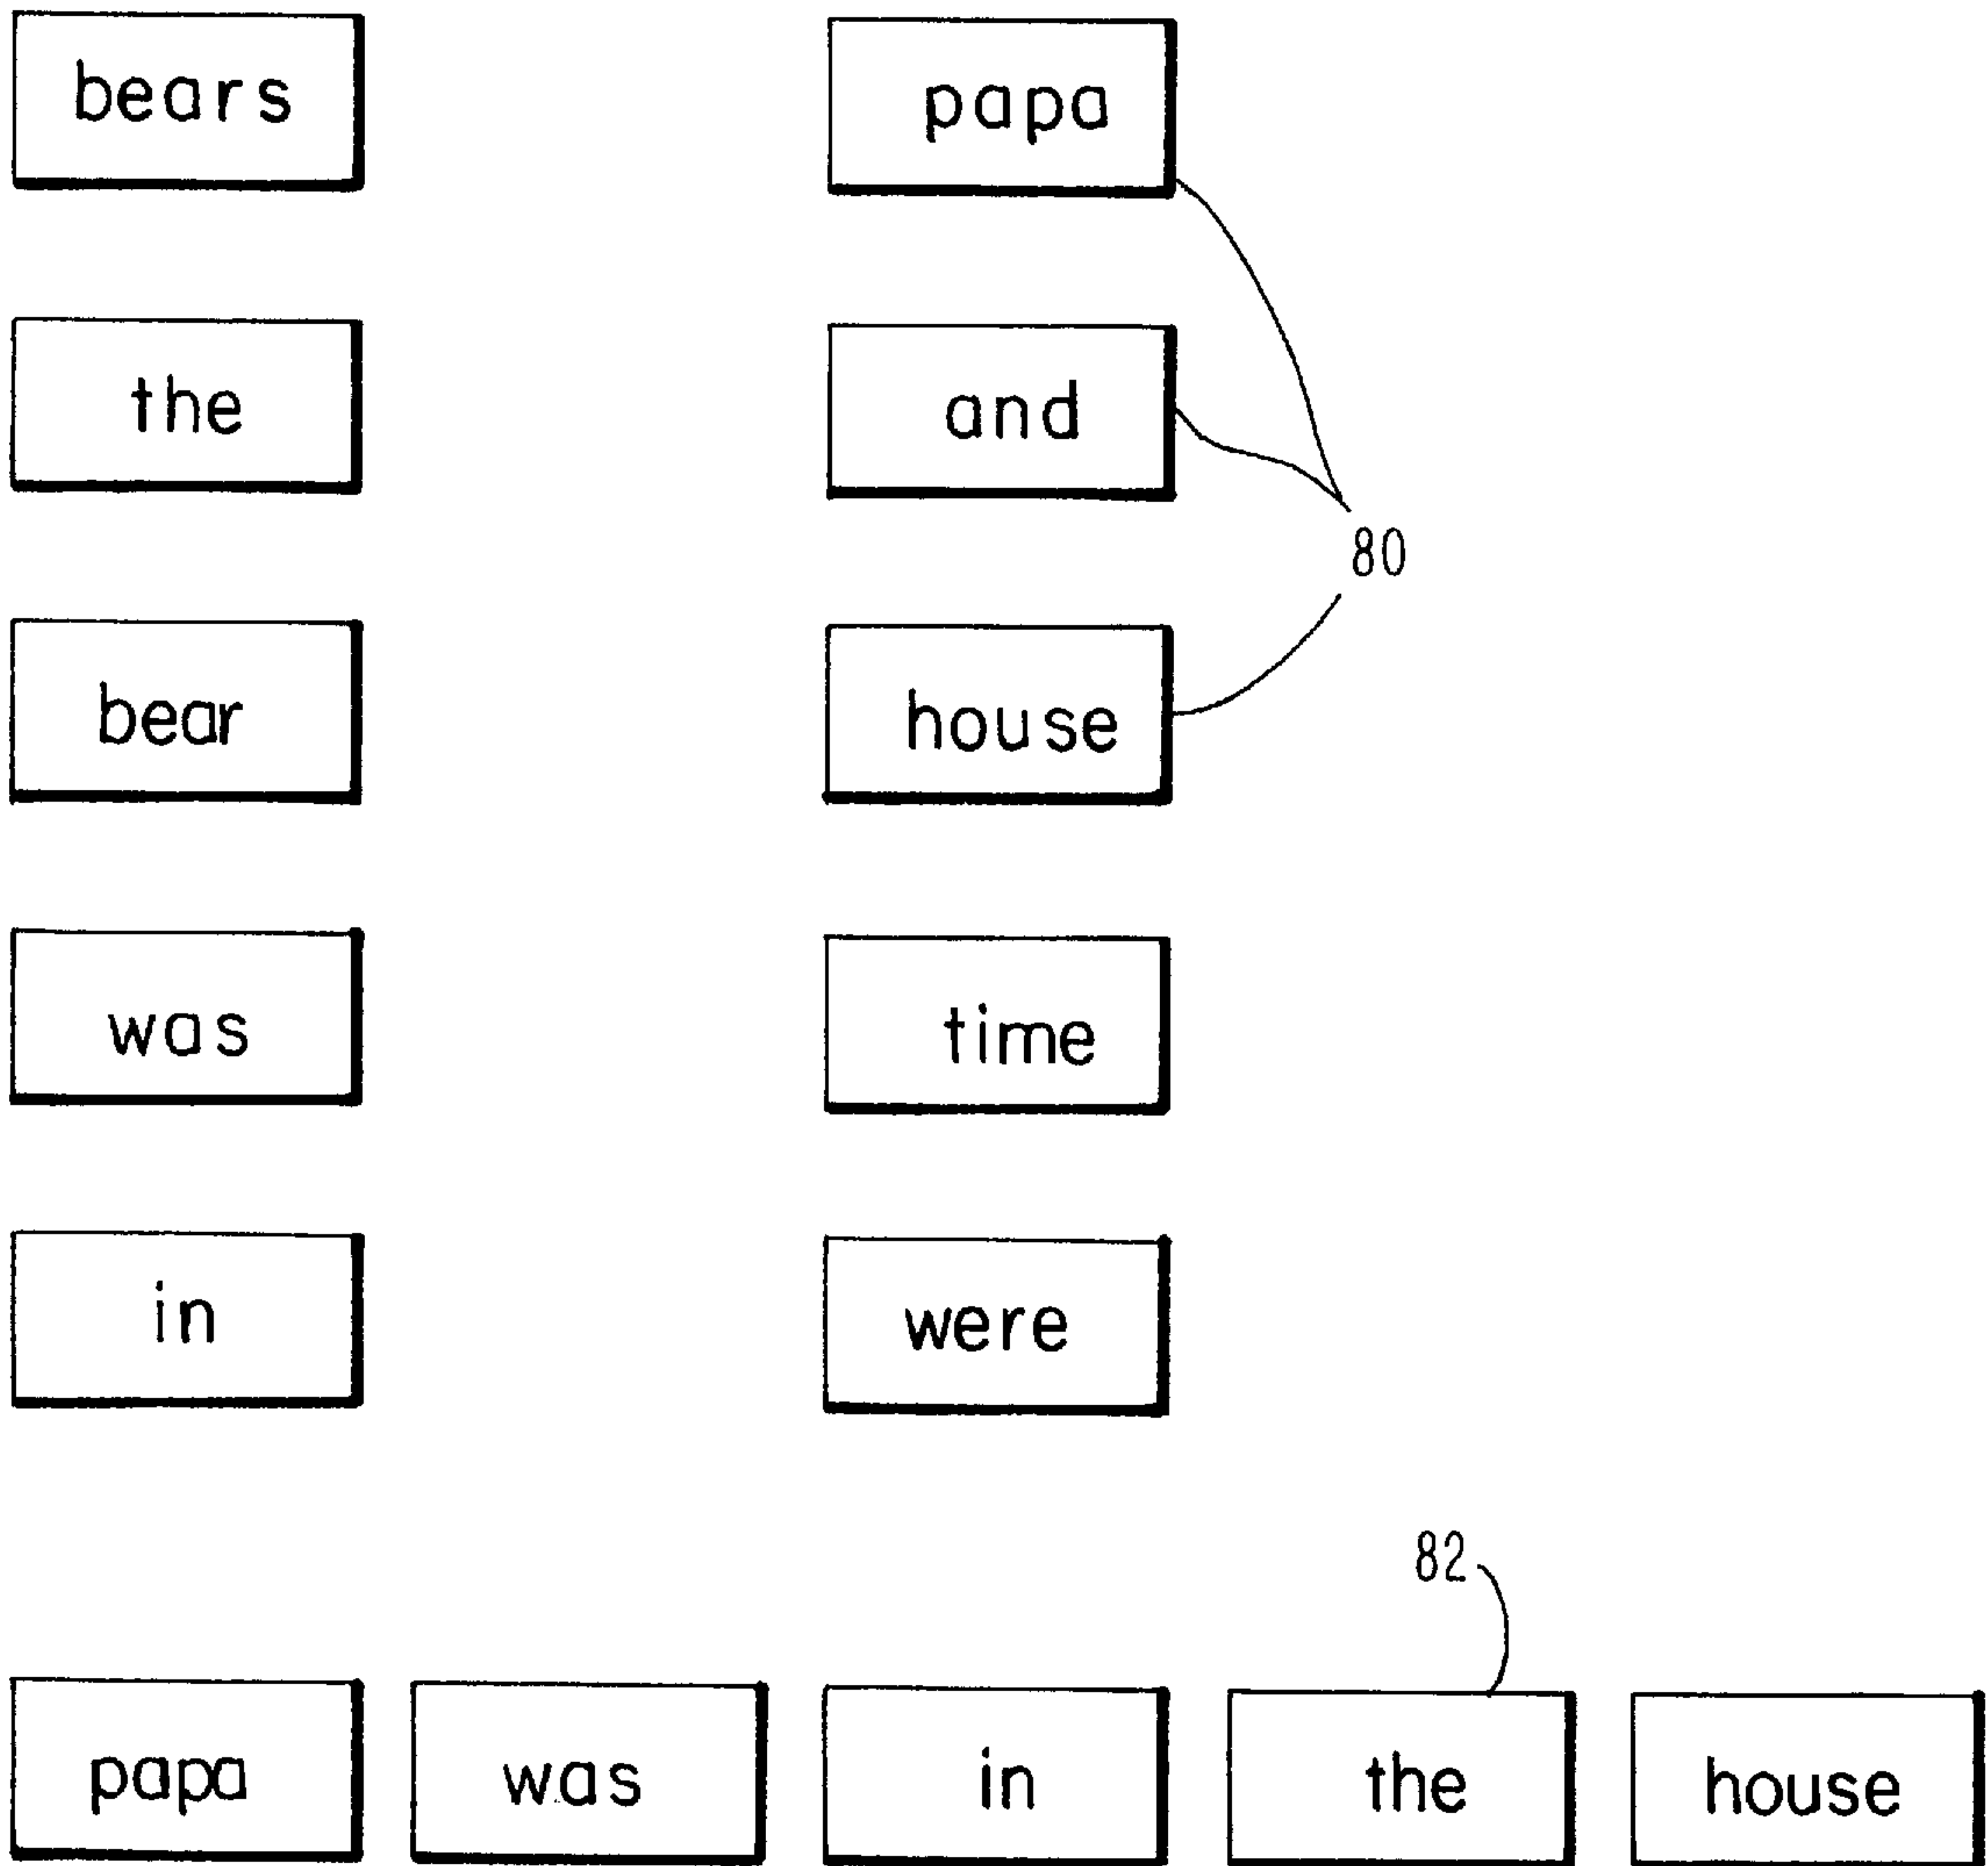 bears papa
the and
80
bear house
was time
in were
82
papa was in the house